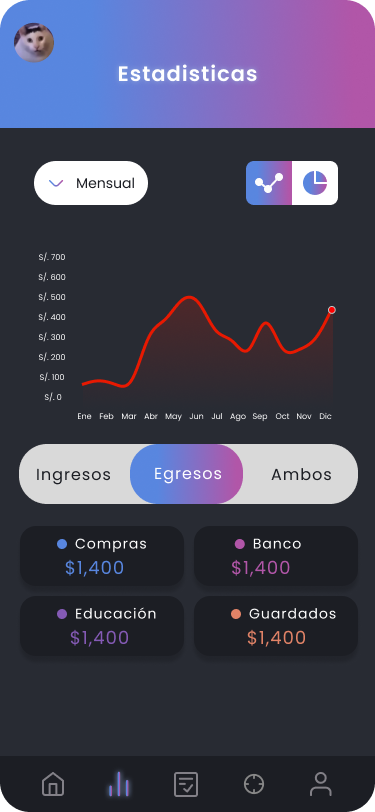 Estadisticas
Mensual
S/. 700
S/. 600
S/. 500
S/. 400
S/. 300
S/. 200
S/. 100
S/. 0
Ene Feb Mar Abr May Jun Jul Ago Sep Oct Nov Dic
Ingresos Egresos Ambos
Compras Banco
$1,400 $1,400
Educación Guardados
$1,400 $1,400